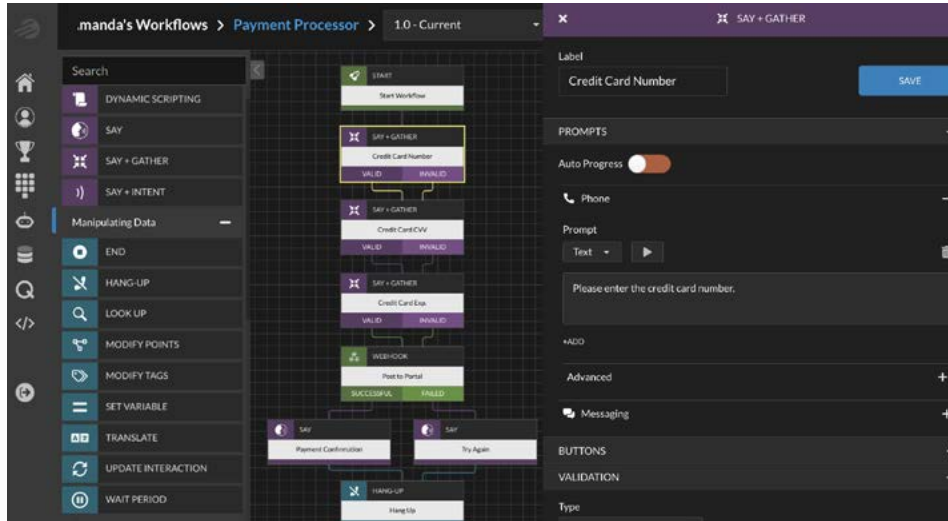 .manda's Workflows > Payment Processor > 1.0 - Current
Search
DYNAMIC SCRIPTING
SAY
SAY + GATHER
SAY + INTENT
Manipulating Data
END
HANG-UP
LOOK UP
MODIFY POINTS
MODIFY TAGS
SET VARIABLE
TRANSLATE
UPDATE INTERACTION
WAIT PERIOD
START
Start Workflow
SAY + GATHER
Credit Card Number
VALID INVALID
SAY + GATHER
Credit Card CVV
VALID INVALID
SAY + GATHER
Credit Card Exp.
VALID INVALID
WEBHOOK
Post to Portal
SUCCESSFUL FAILED
SAY
Payment Confirmation
SAY
Try Again
HANG-UP
Hang Up
SAY + GATHER
Label
Credit Card Number
SAVE
PROMPTS
Auto Progress
Phone
Prompt
Text
Please enter the credit card number.
+ADD
Advanced
Messaging
BUTTONS
VALIDATION
Type